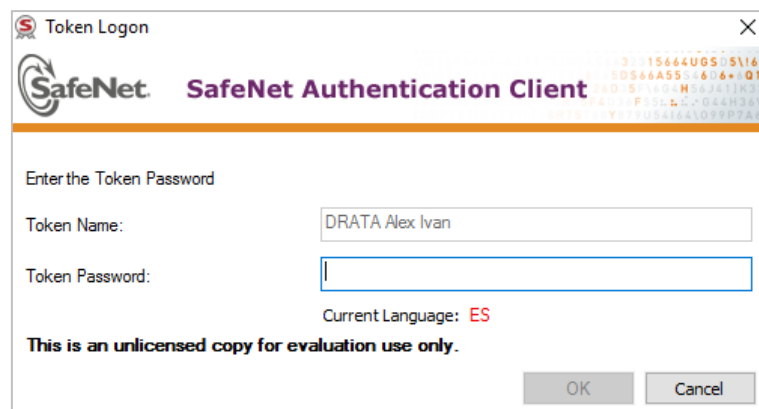 Token Logon
SafeNet. SafeNet Authentication Client
Enter the Token Password
Token Name: DRATA Alex Ivan
Token Password:
Current Language: ES
This is an unlicensed copy for evaluation use only.
OK Cancel